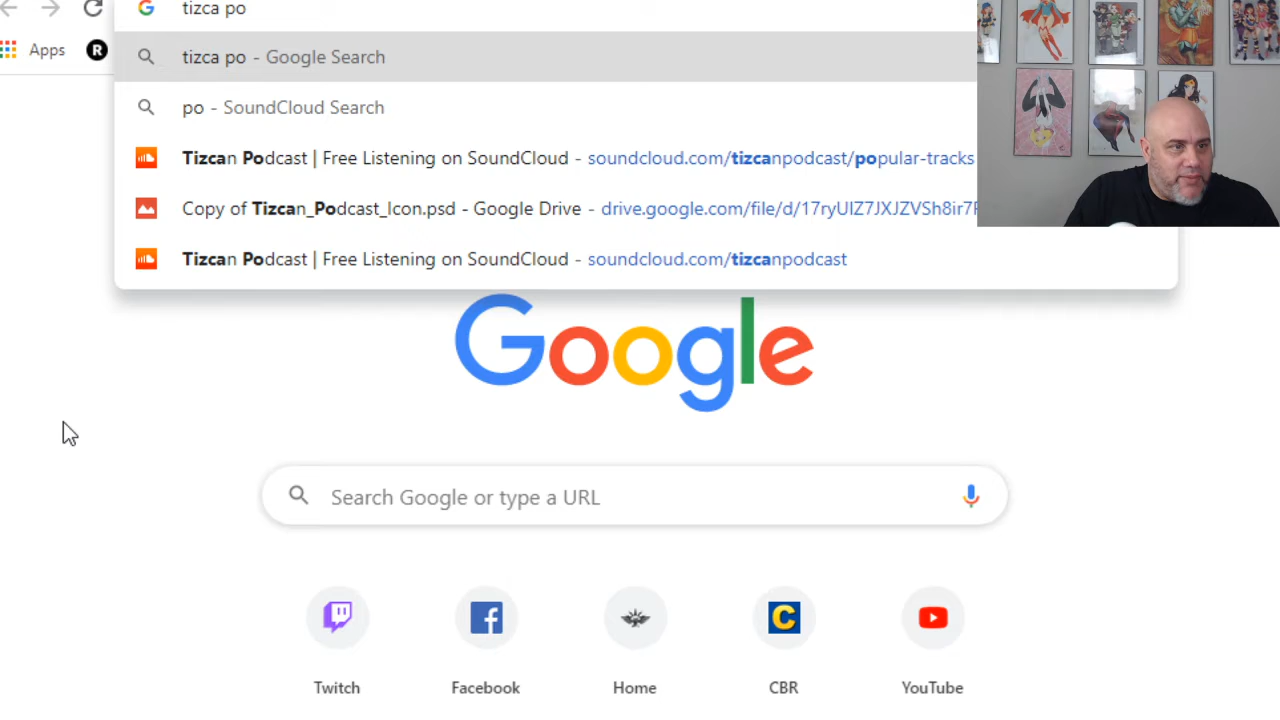 tizca po
Apps R
tizca po - Google Search
po - SoundCloud Search
Tizcan Podcast | Free Listening on SoundCloud - soundcloud.com/tizcanpodcast/popular-tracks
Copy of Tizcan_Podcast_Icon.psd - Google Drive - drive.google.com/file/d/17ryUIZ7JXJZVSh8ir7F
Tizcan Podcast | Free Listening on SoundCloud - soundcloud.com/tizcanpodcast
Google
Search Google or type a URL
Twitch Facebook Home CBR YouTube